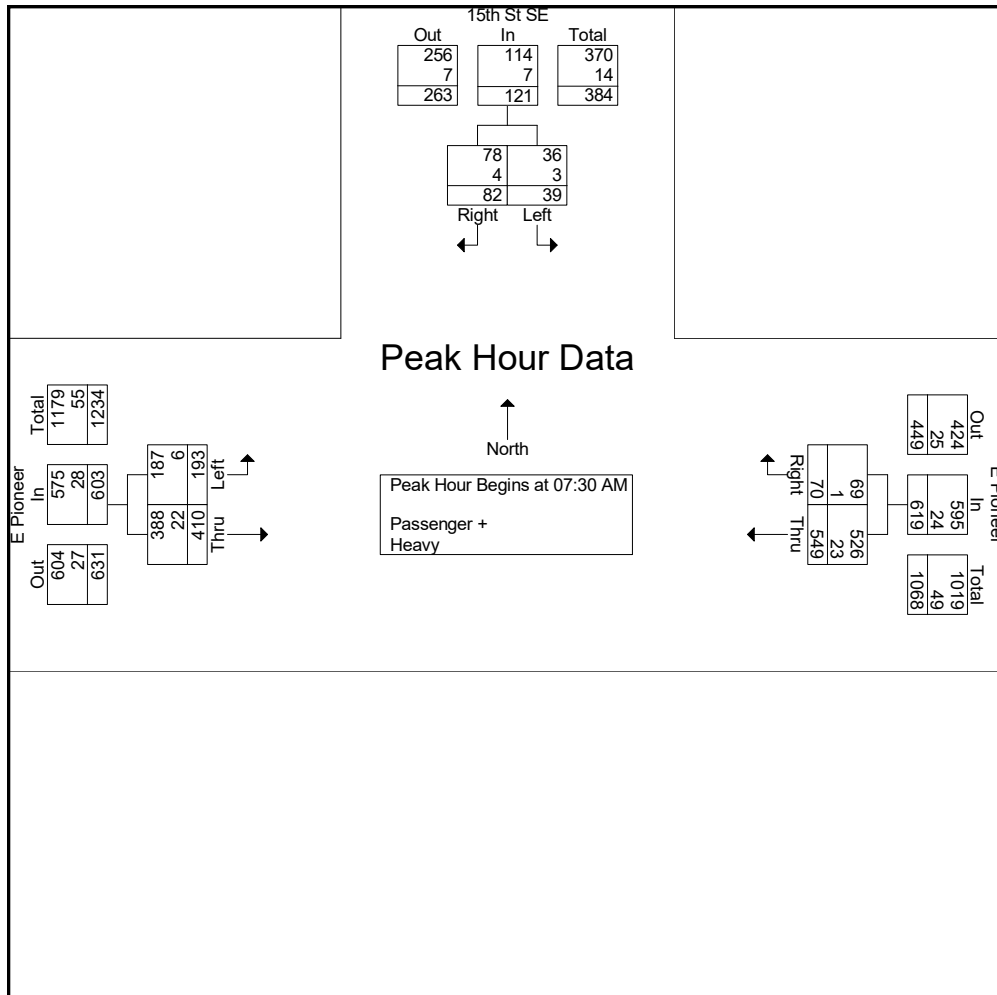 15th St SE
Out In Total
256 114 370
7 7 14
263 121 384
78 36
4 3
82 39
Right Left
Peak Hour Data
North
Peak Hour Begins at 07:30 AM
Passenger +
Heavy
E Pioneer
Total
1179
55
1234
In
575
28
603
Out
604
27
631
187
6
193
Left
388
22
410
Thru
Right
69
1
70
Thru
526
23
549
Out
424
25
449
In
595
24
619
Total
1019
49
1068
E Pioneer